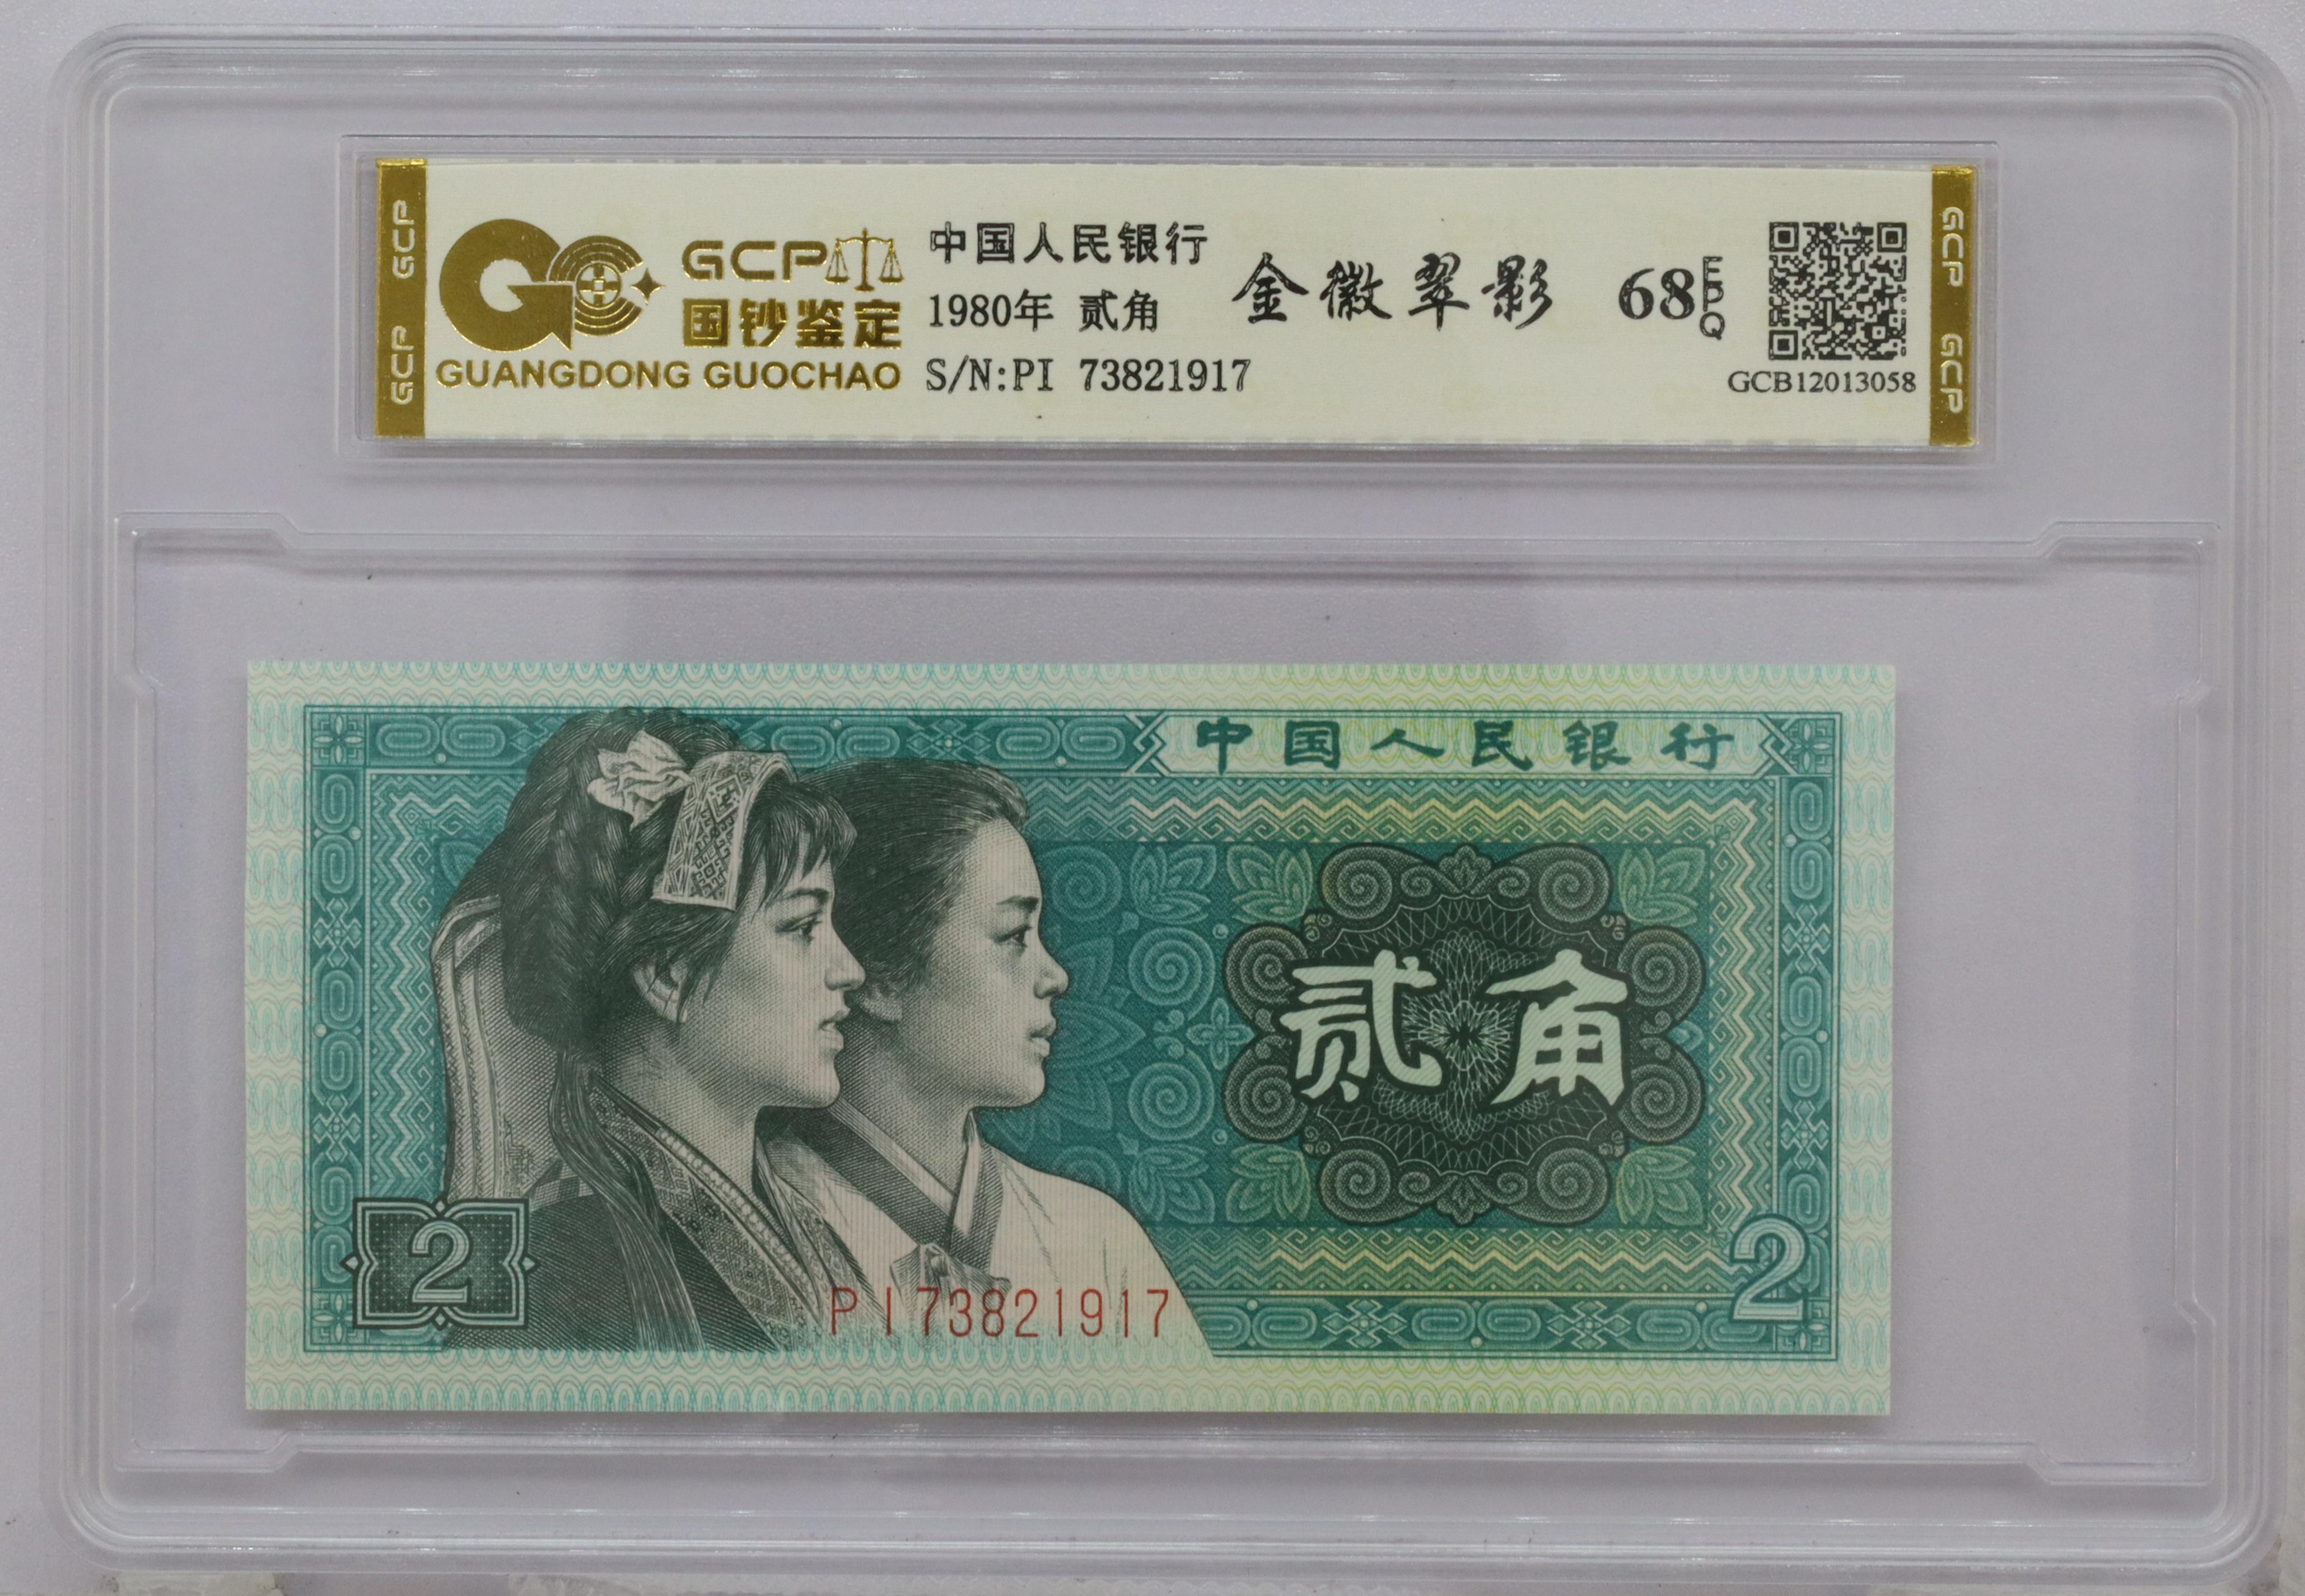 GCP GCP
GCP
国钞鉴定
GUANGDONG GUOCHAO
中国人民银行
1980年 贰角
S/N:PI 73821917
金徽翠影
68 EPQ
GCB12013058
GCP GCP
中国人民银行
贰角
2
PI73821917
2